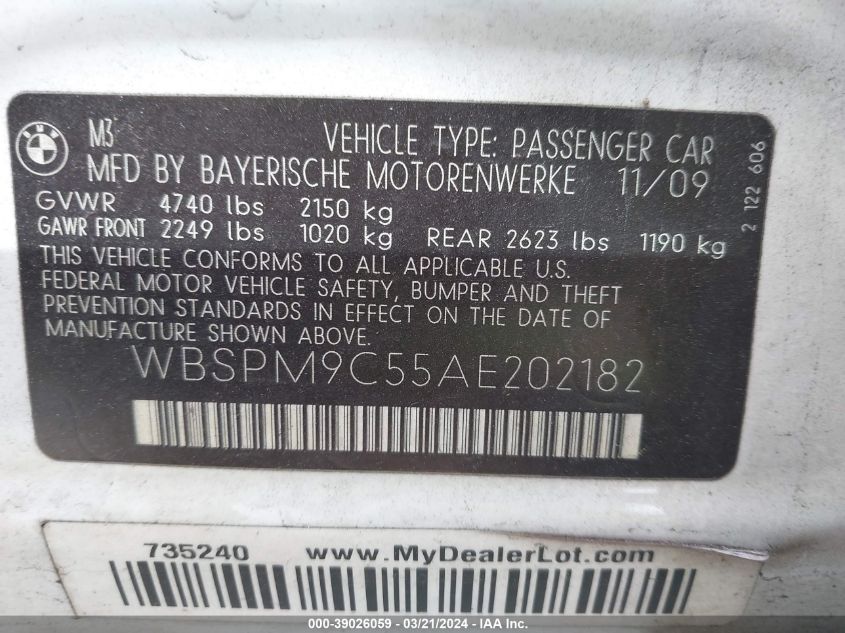 BMW
M3 VEHICLE TYPE: PASSENGER CAR
MFD BY BAYERISCHE MOTORENWERKE 11/09
GVWR 4740 lbs 2150 kg
GAWR FRONT 2249 lbs 1020 kg REAR 2623 lbs 1190 kg
THIS VEHICLE CONFORMS TO ALL APPLICABLE U.S.
FEDERAL MOTOR VEHICLE SAFETY, BUMPER AND THEFT
PREVENTION STANDARDS IN EFFECT ON THE DATE OF
MANUFACTURE SHOWN ABOVE.
WBSPM9C55AE202182
2 122 606
735240 www.MyDealerLot.com
000-39026059 - 03/21/2024 - IAAI.com